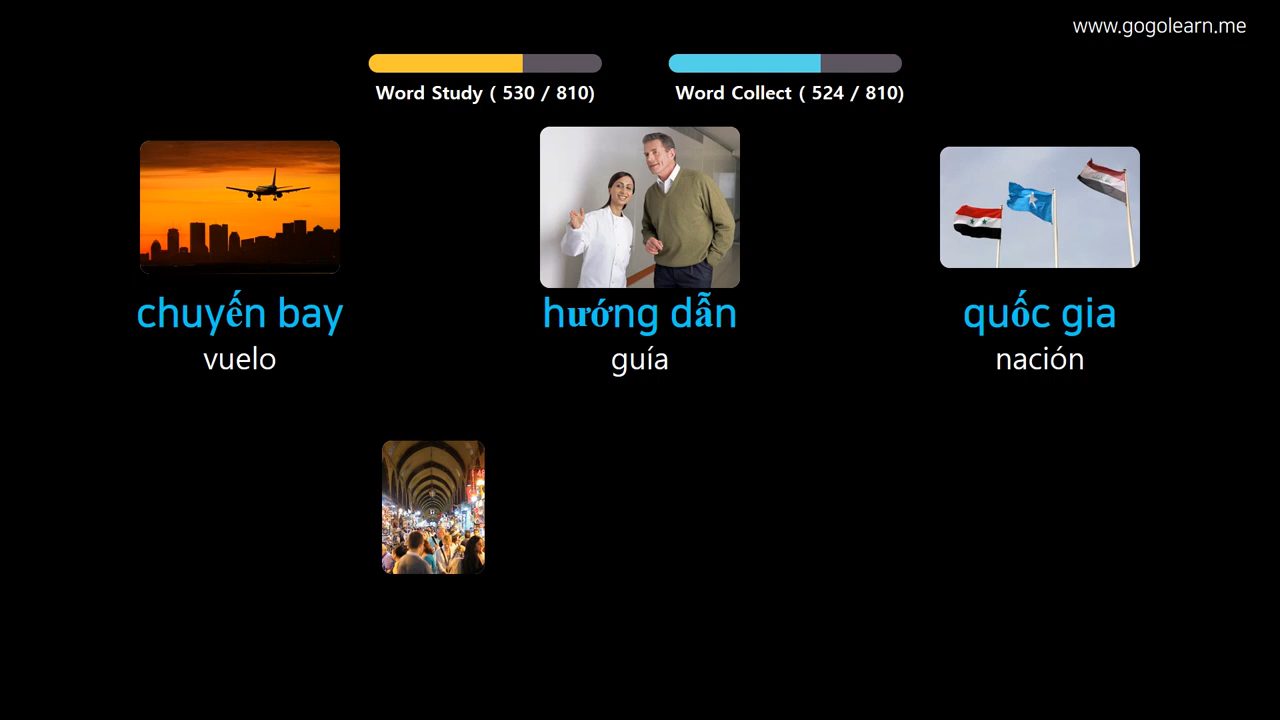 www.gogolearn.me
Word Study ( 530 / 810)
Word Collect ( 524 / 810)
chuyến bay
hướng dẫn
quốc gia
vuelo
guía
nación